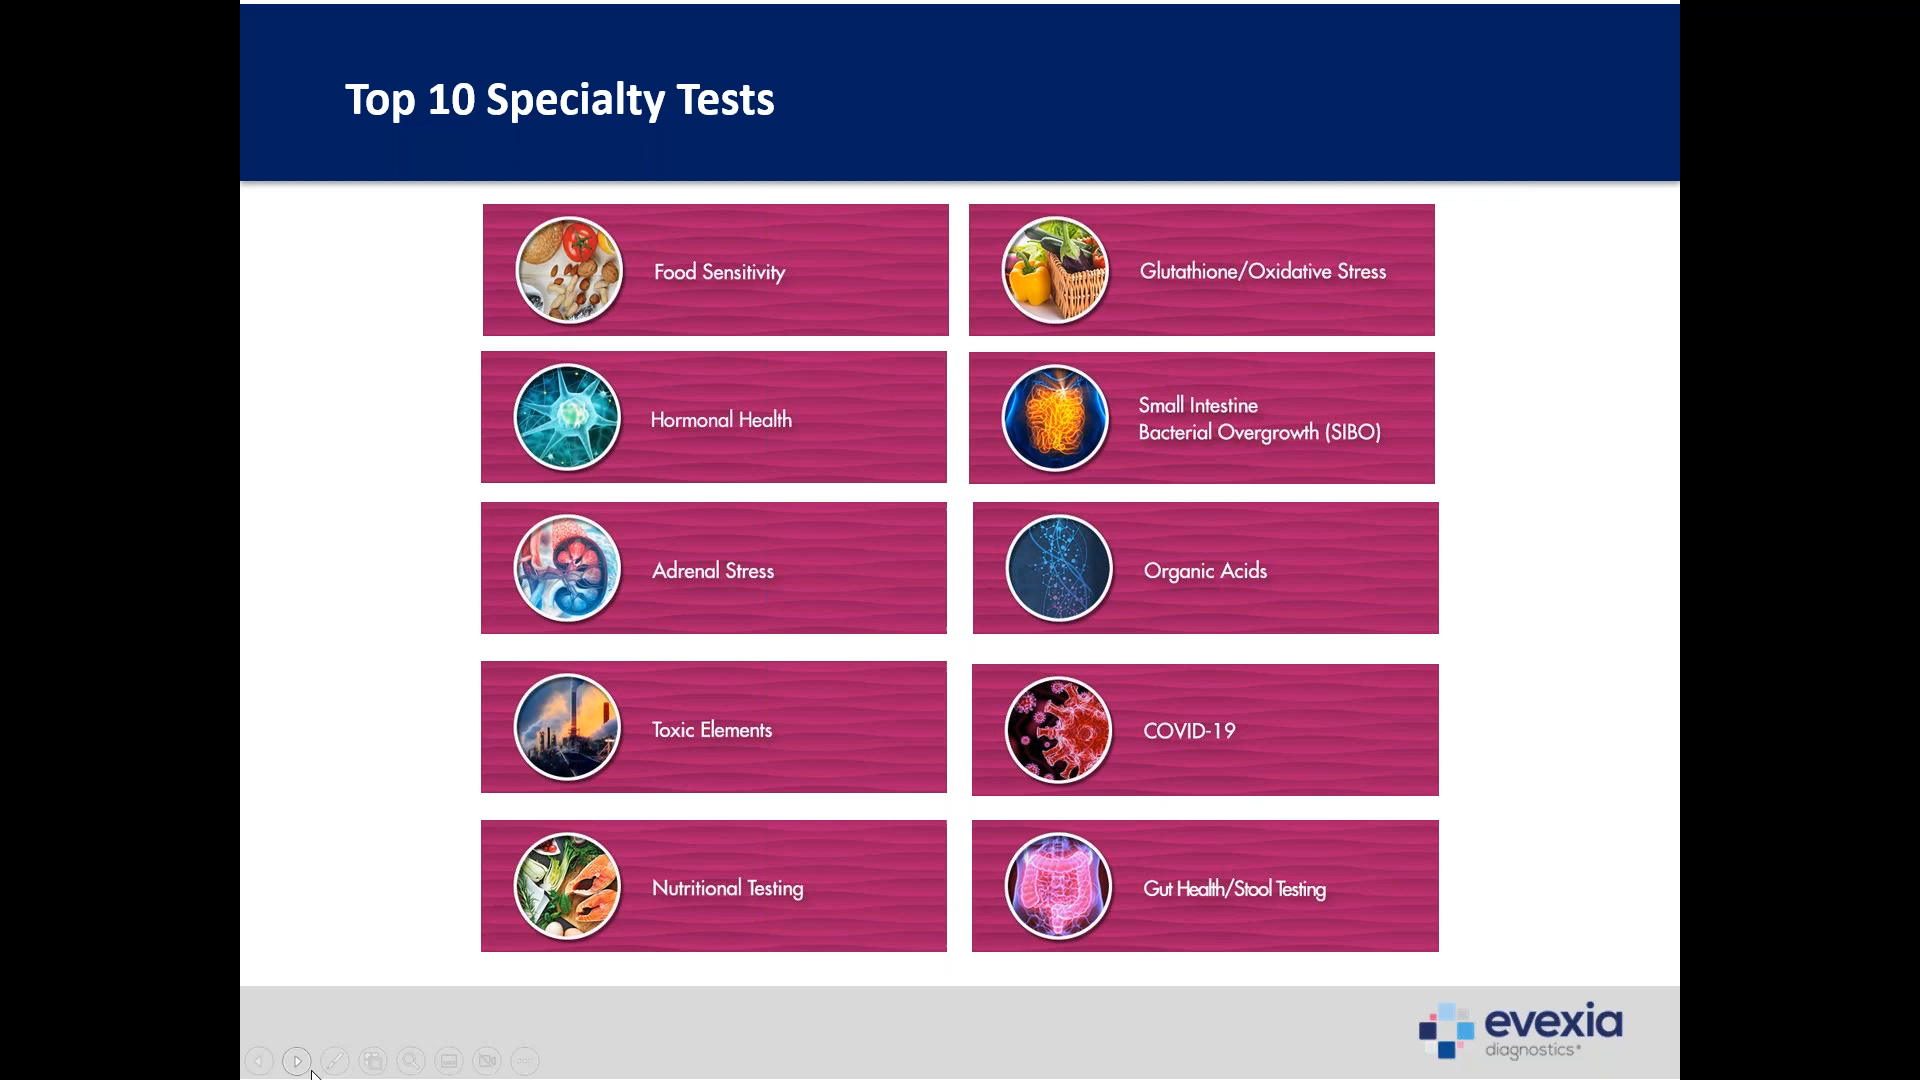 Top 10 Specialty Tests
Food Sensitivity
Glutathione/Oxidative Stress
Hormonal Health
Small Intestine
Bacterial Overgrowth (SIBO)
Adrenal Stress
Organic Acids
Toxic Elements
COVID-19
Nutritional Testing
Gut Health/Stool Testing
evexia
diagnostics